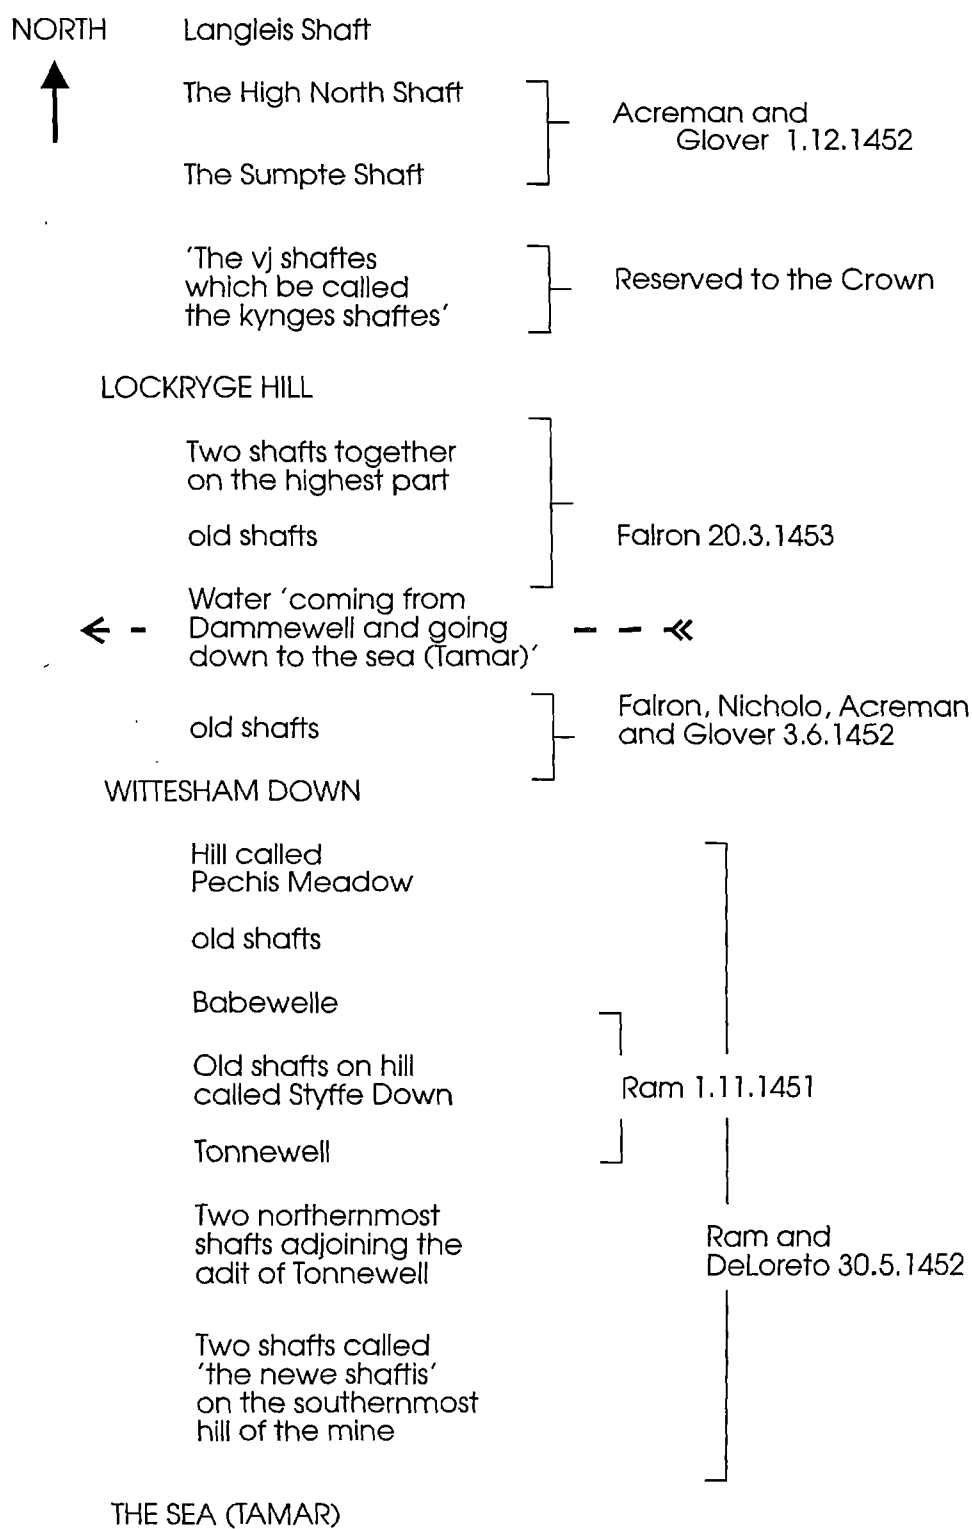 NORTH
Langleis Shaft
The High North Shaft
Acreman and
Glover 1.12.1452
The Sumpte Shaft
'The vj shaftes
which be called
the kynges shaftes'
Reserved to the Crown
LOCKRYGE HILL
Two shafts together
on the highest part
old shafts
Falron 20.3.1453
Water 'coming from
Dammewell and going
down to the sea (Tamar)'
old shafts
Falron, Nicholo, Acreman
and Glover 3.6.1452
WITTESHAM DOWN
Hill called
Pechis Meadow
old shafts
Babewelle
Old shafts on hill
called Styffe Down
Ram 1.11.1451
Tonnewell
Two northernmost
shafts adjoining the
adit of Tonnewell
Ram and
DeLoreto 30.5.1452
Two shafts called
'the newe shaftis'
on the southernmost
hill of the mine
THE SEA (TAMAR)